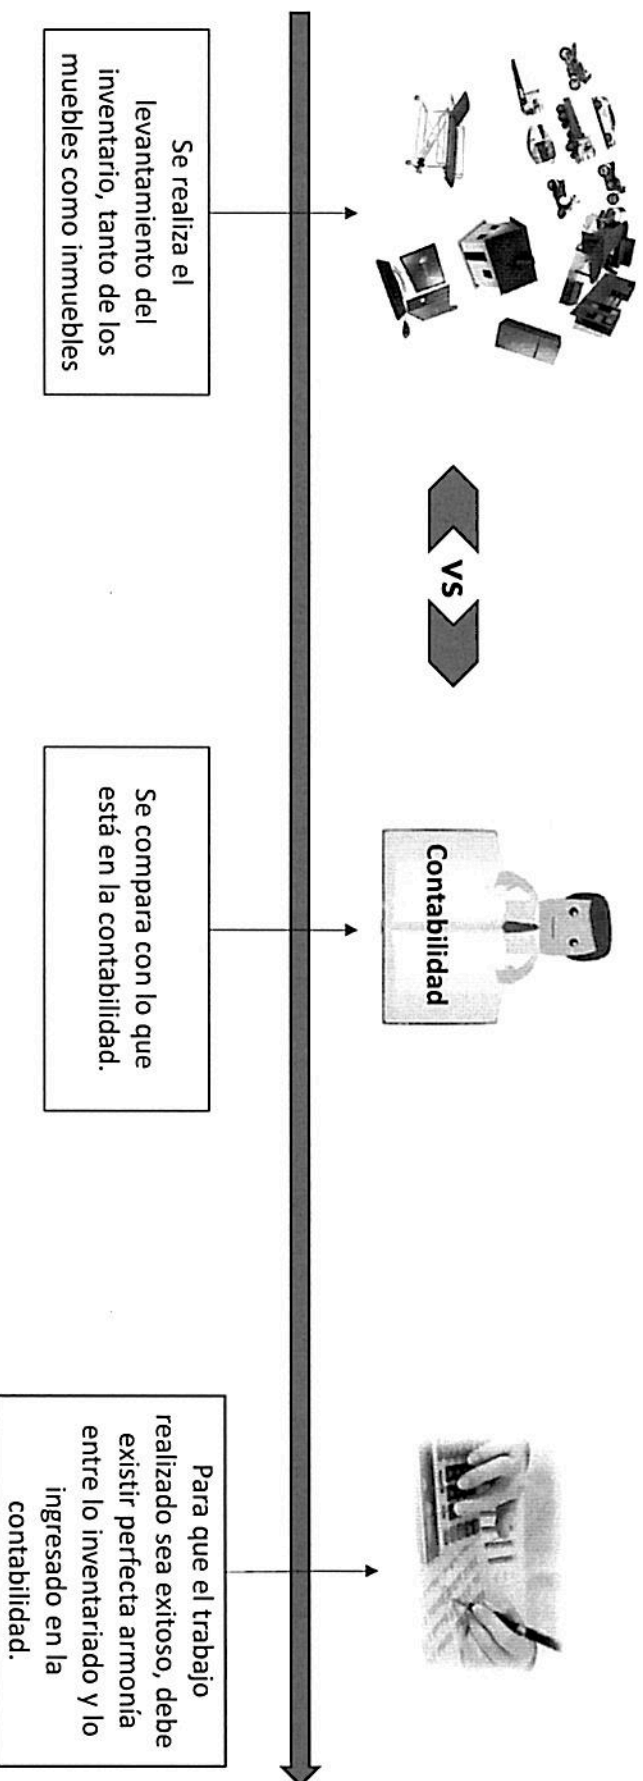 VS
Contabilidad
Se realiza el
levantamiento del
inventario, tanto de los
muebles como inmuebles
Se compara con lo que
está en la contabilidad.
Para que el trabajo
realizado sea exitoso, debe
existir perfecta armonía
entre lo inventariado y lo
ingresado en la
contabilidad.